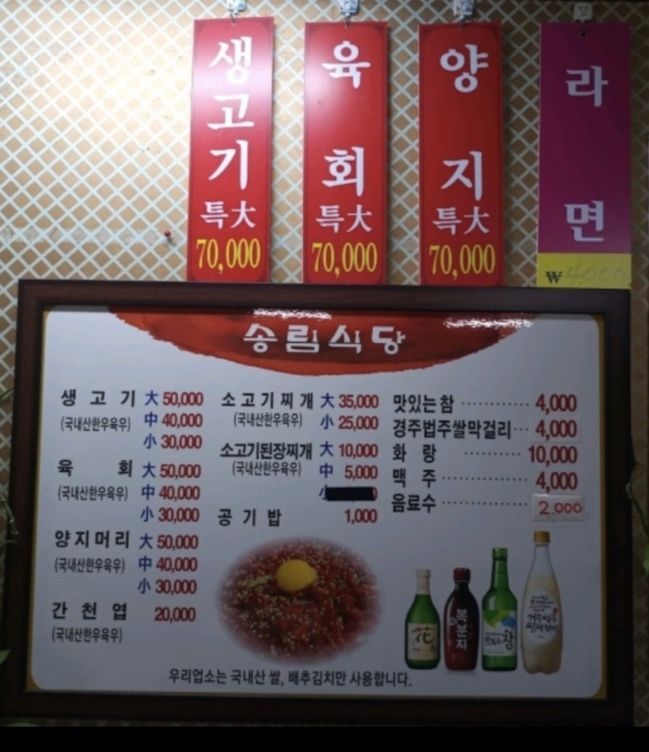 생고기 특大 70,000
육회 특大 70,000
양지 특大 70,000
라면 ₩4,000
송림식당
생고기 大 50,000
(국내산한우육우) 中 40,000
小 30,000
육회 大 50,000
(국내산한우육우) 中 40,000
小 30,000
양지머리 大 50,000
(국내산한우육우) 中 40,000
小 30,000
간천엽 20,000
(국내산한우육우)
소고기찌개 大 35,000
(국내산한우육우) 小 25,000
소고기된장찌개 大 10,000
(국내산한우육우) 中 5,000
공기밥 1,000
맛있는참 4,000
경주법주쌀막걸리 4,000
화랑 10,000
맥주 4,000
음료수 2,000
花
복분자
참
우리업소는 국내산 쌀, 배추김치만 사용합니다.